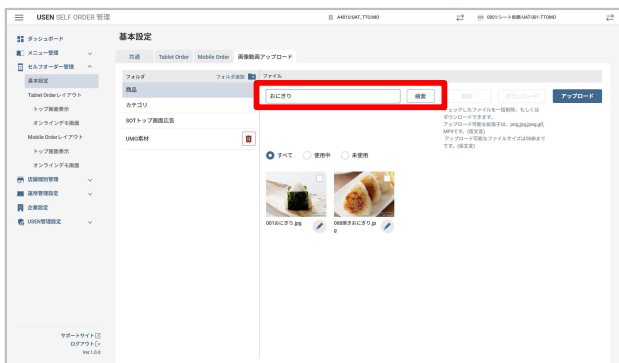 USEN SELF ORDER 管理
A401U/UAT_TTO/MO
0001:シート依頼-UAT-001-TTOMO
ダッシュボード
メニュー管理
セルフオーダー管理
基本設定
Tablet Orderレイアウト
トップ画面表示
オンラインデモ画面
Mobile Orderレイアウト
トップ画面表示
オンラインデモ画面
店舗個別管理
運用管理設定
企業設定
USEN管理設定
サポートサイト
ログアウト
Ver.1.0.0
基本設定
共通
Tablet Order
Mobile Order
画像動画アップロード
フォルダ
フォルダ追加
商品
カテゴリ
SOTトップ画面広告
UMO素材
ファイル
おにぎり
検索
削除
ダウンロード
アップロード
チェックしたファイルを一括削除、もしくは
ダウンロードできます。
アップロード可能な拡張子は、png,jpg,jpeg,gif,
MP4です。(仮文言)
アップロード可能なファイルサイズは5MBまで
です。(仮文言)
すべて
使用中
未使用
001おにぎり.jpg
068焼きおにぎり.jp
g